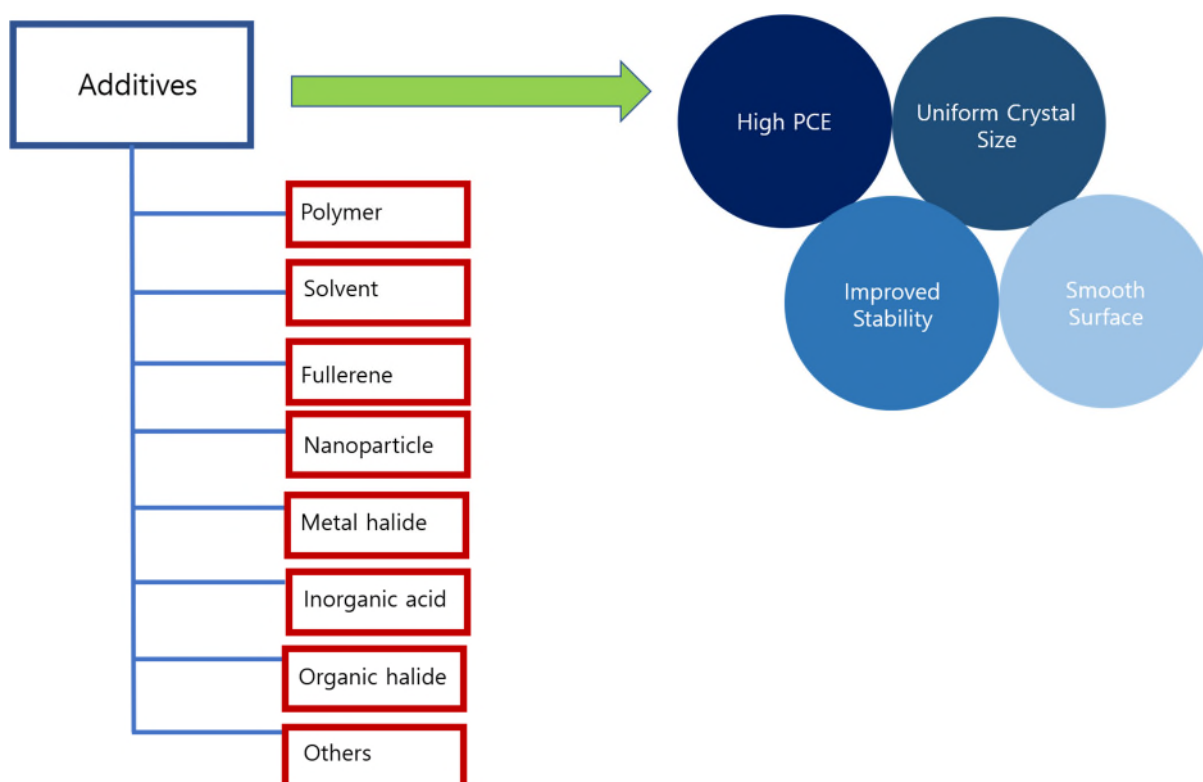 Additives
Polymer
Solvent
Fullerene
Nanoparticle
Metal halide
Inorganic acid
Organic halide
Others
High PCE
Uniform Crystal
Size
Improved
Stability
Smooth
Surface